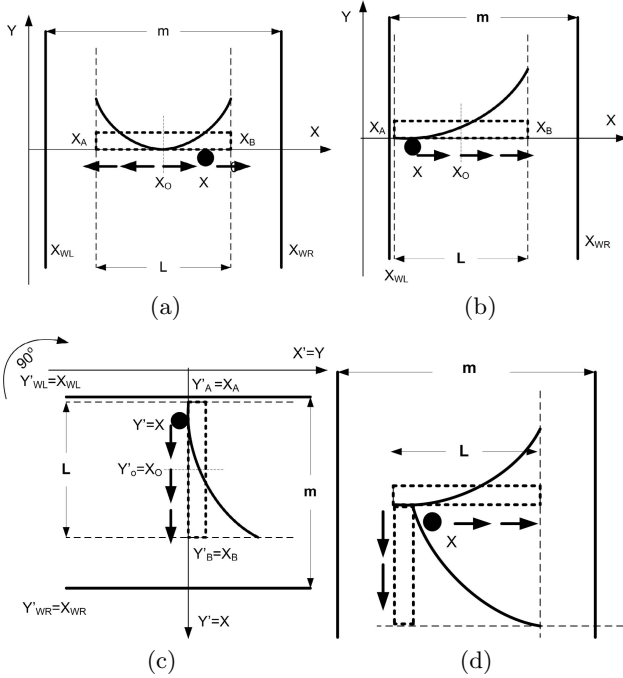 Y
m
X_A
X_B
X
X_O
X
X_WL
X_WR
L
(a)
Y
m
X_A
X_B
X
X
X_O
X_WR
L
X_WL
(b)
90°
X'=Y
Y'_WL=X_WL
Y'_A=X_A
Y'=X
L
Y'_o=X_O
m
Y'_B=X_B
Y'_WR=X_WR
Y'=X
(c)
m
L
X
(d)